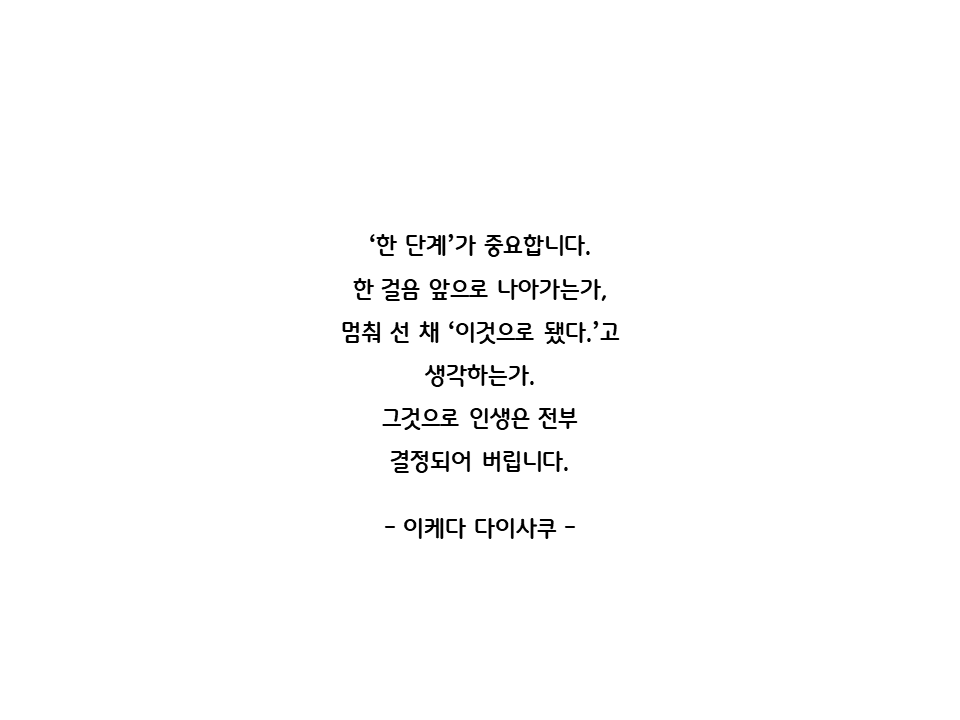 ‘한 단계’가 중요합니다.
한 걸음 앞으로 나아가는가,
멈춰 선 채 ‘이것으로 됐다.’고
생각하는가.
그것으로 인생은 전부
결정되어 버립니다.
- 이케다 다이사쿠 -